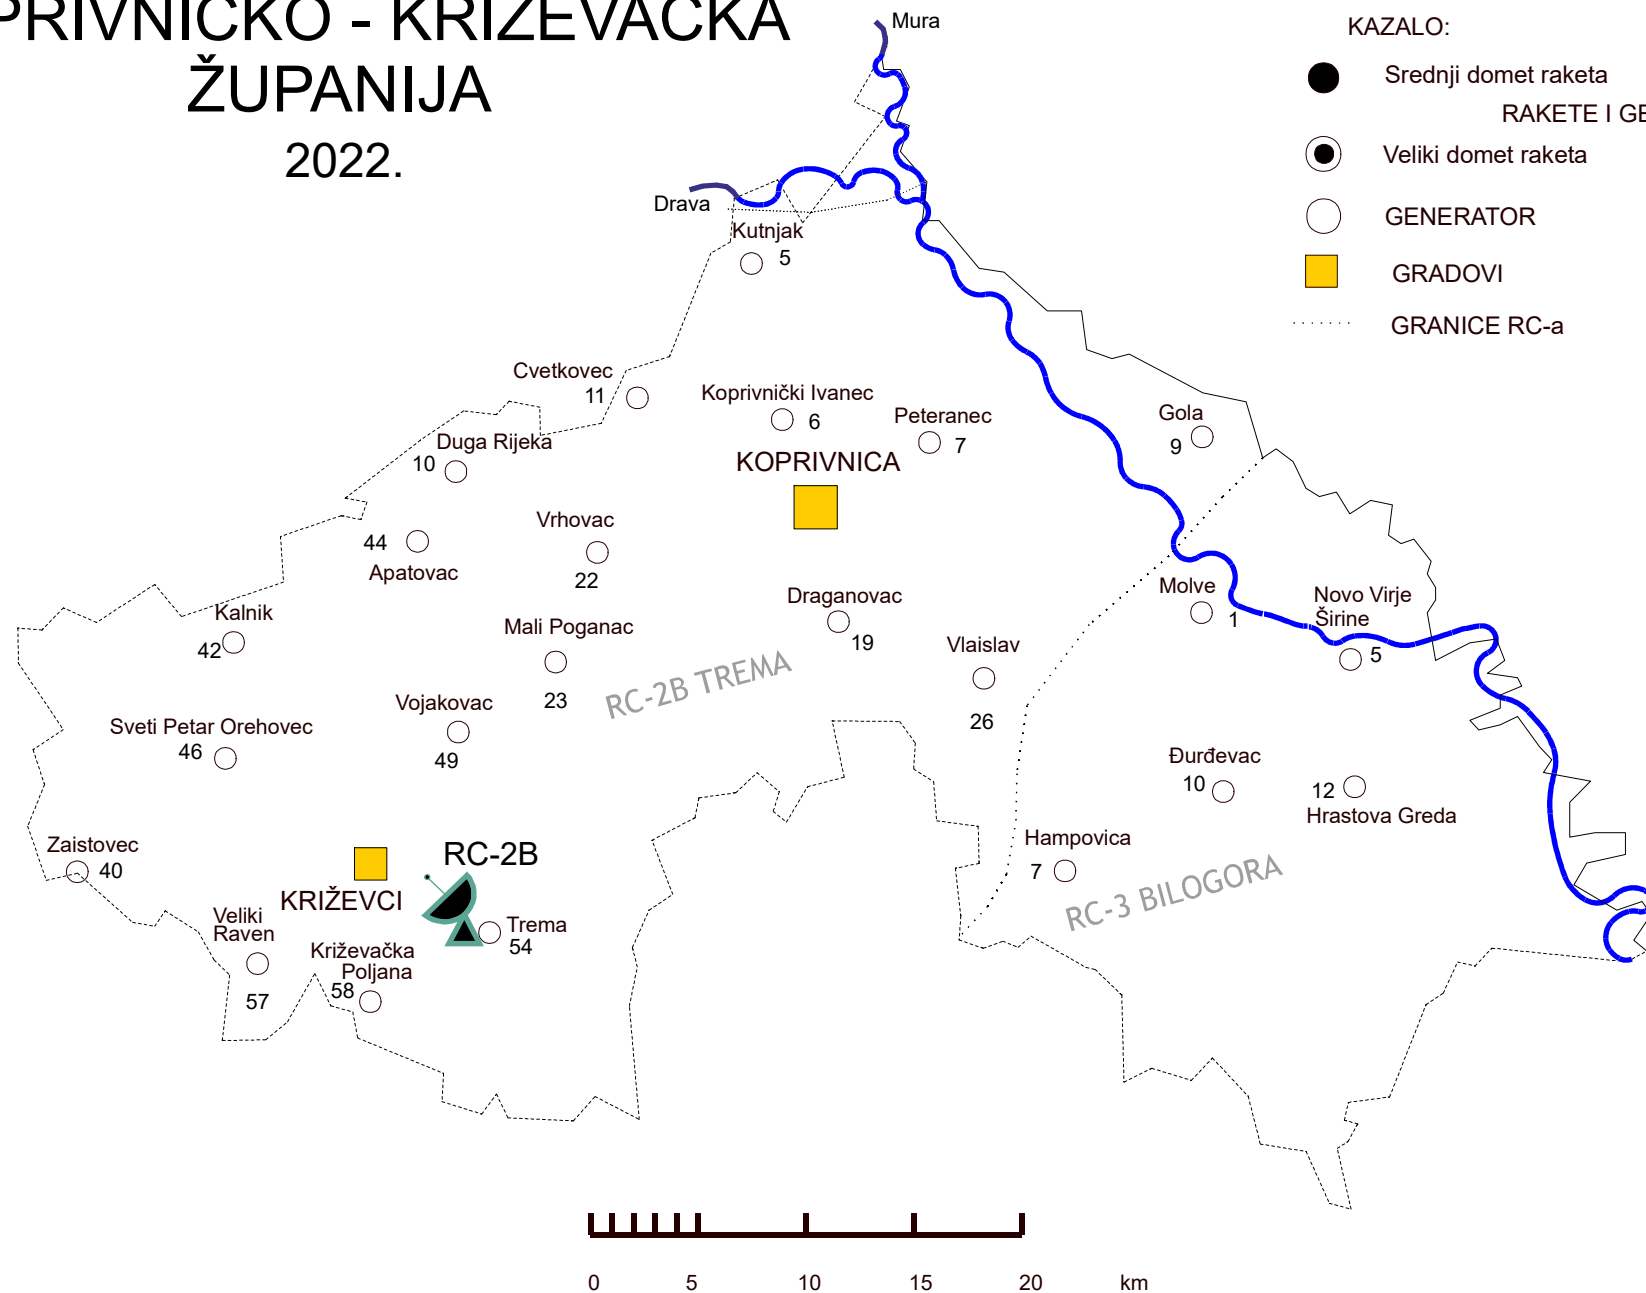 PRIVNIČKO - KRIŽEVAČKA
ŽUPANIJA
2022.
Mura
Drava
KAZALO:
Srednji domet raketa
RAKETE I GE
Veliki domet raketa
GENERATOR
GRADOVI
GRANICE RC-a
Kutnjak
5
Cvetkovec
11
Koprivnički Ivanec
6
Peteranec
7
Gola
9
Duga Rijeka
10
KOPRIVNICA
Vrhovac
22
44
Apatovac
Kalnik
42
Mali Poganac
23
Draganovac
19
Molve
1
Novo Virje
Širine
5
Vlaislav
26
RC-2B TREMA
Vojakovac
49
Sveti Petar Orehovec
46
Đurđevac
10
12
Hrastova Greda
Hampovica
7
RC-3 BILOGORA
Zaistovec
40
RC-2B
KRIŽEVCI
Veliki
Raven
57
Trema
54
Križevačka
Poljana
58
0 5 10 15 20 km